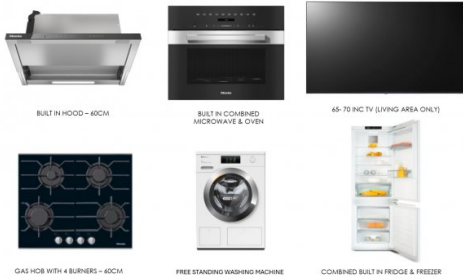 BUILT IN HOOD – 60CM
BUILT IN COMBINED
MICROWAVE & OVEN
65- 70 INC TV (LIVING AREA ONLY)
GAS HOB WITH 4 BURNERS – 60CM
FREE STANDING WASHING MACHINE
COMBINED BUILT IN FRIDGE & FREEZER